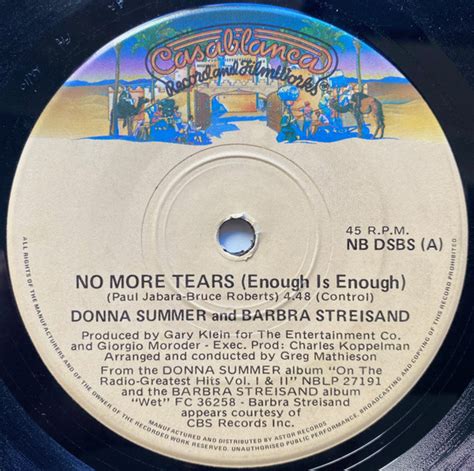 Casablanca
Record and FilmWorks
45 R.P.M.
NB DSBS (A)
NO MORE TEARS (Enough Is Enough)
(Paul Jabara-Bruce Roberts) 4.48 (Control)
DONNA SUMMER and BARBRA STREISAND
Produced by Gary Klein for The Entertainment Co.
and Giorgio Moroder - Exec. Prod: Charles Koppelman
Arranged and conducted by Greg Mathieson
From the DONNA SUMMER album "On The
Radio-Greatest Hits Vol. I & II" NBLP 27191
and the BARBRA STREISAND album
"Wet" FC 36258 - Barbra Streisand
appears courtesy of
CBS Records Inc.
MANUFACTURED AND DISTRIBUTED BY ASTOR RECORDS
ALL RIGHTS OF THE MANUFACTURER AND OF THE OWNER OF THE RECORDED WORK RESERVED. UNAUTHORISED PUBLIC PERFORMANCE, BROADCASTING AND COPYING OF THIS RECORD PROHIBITED